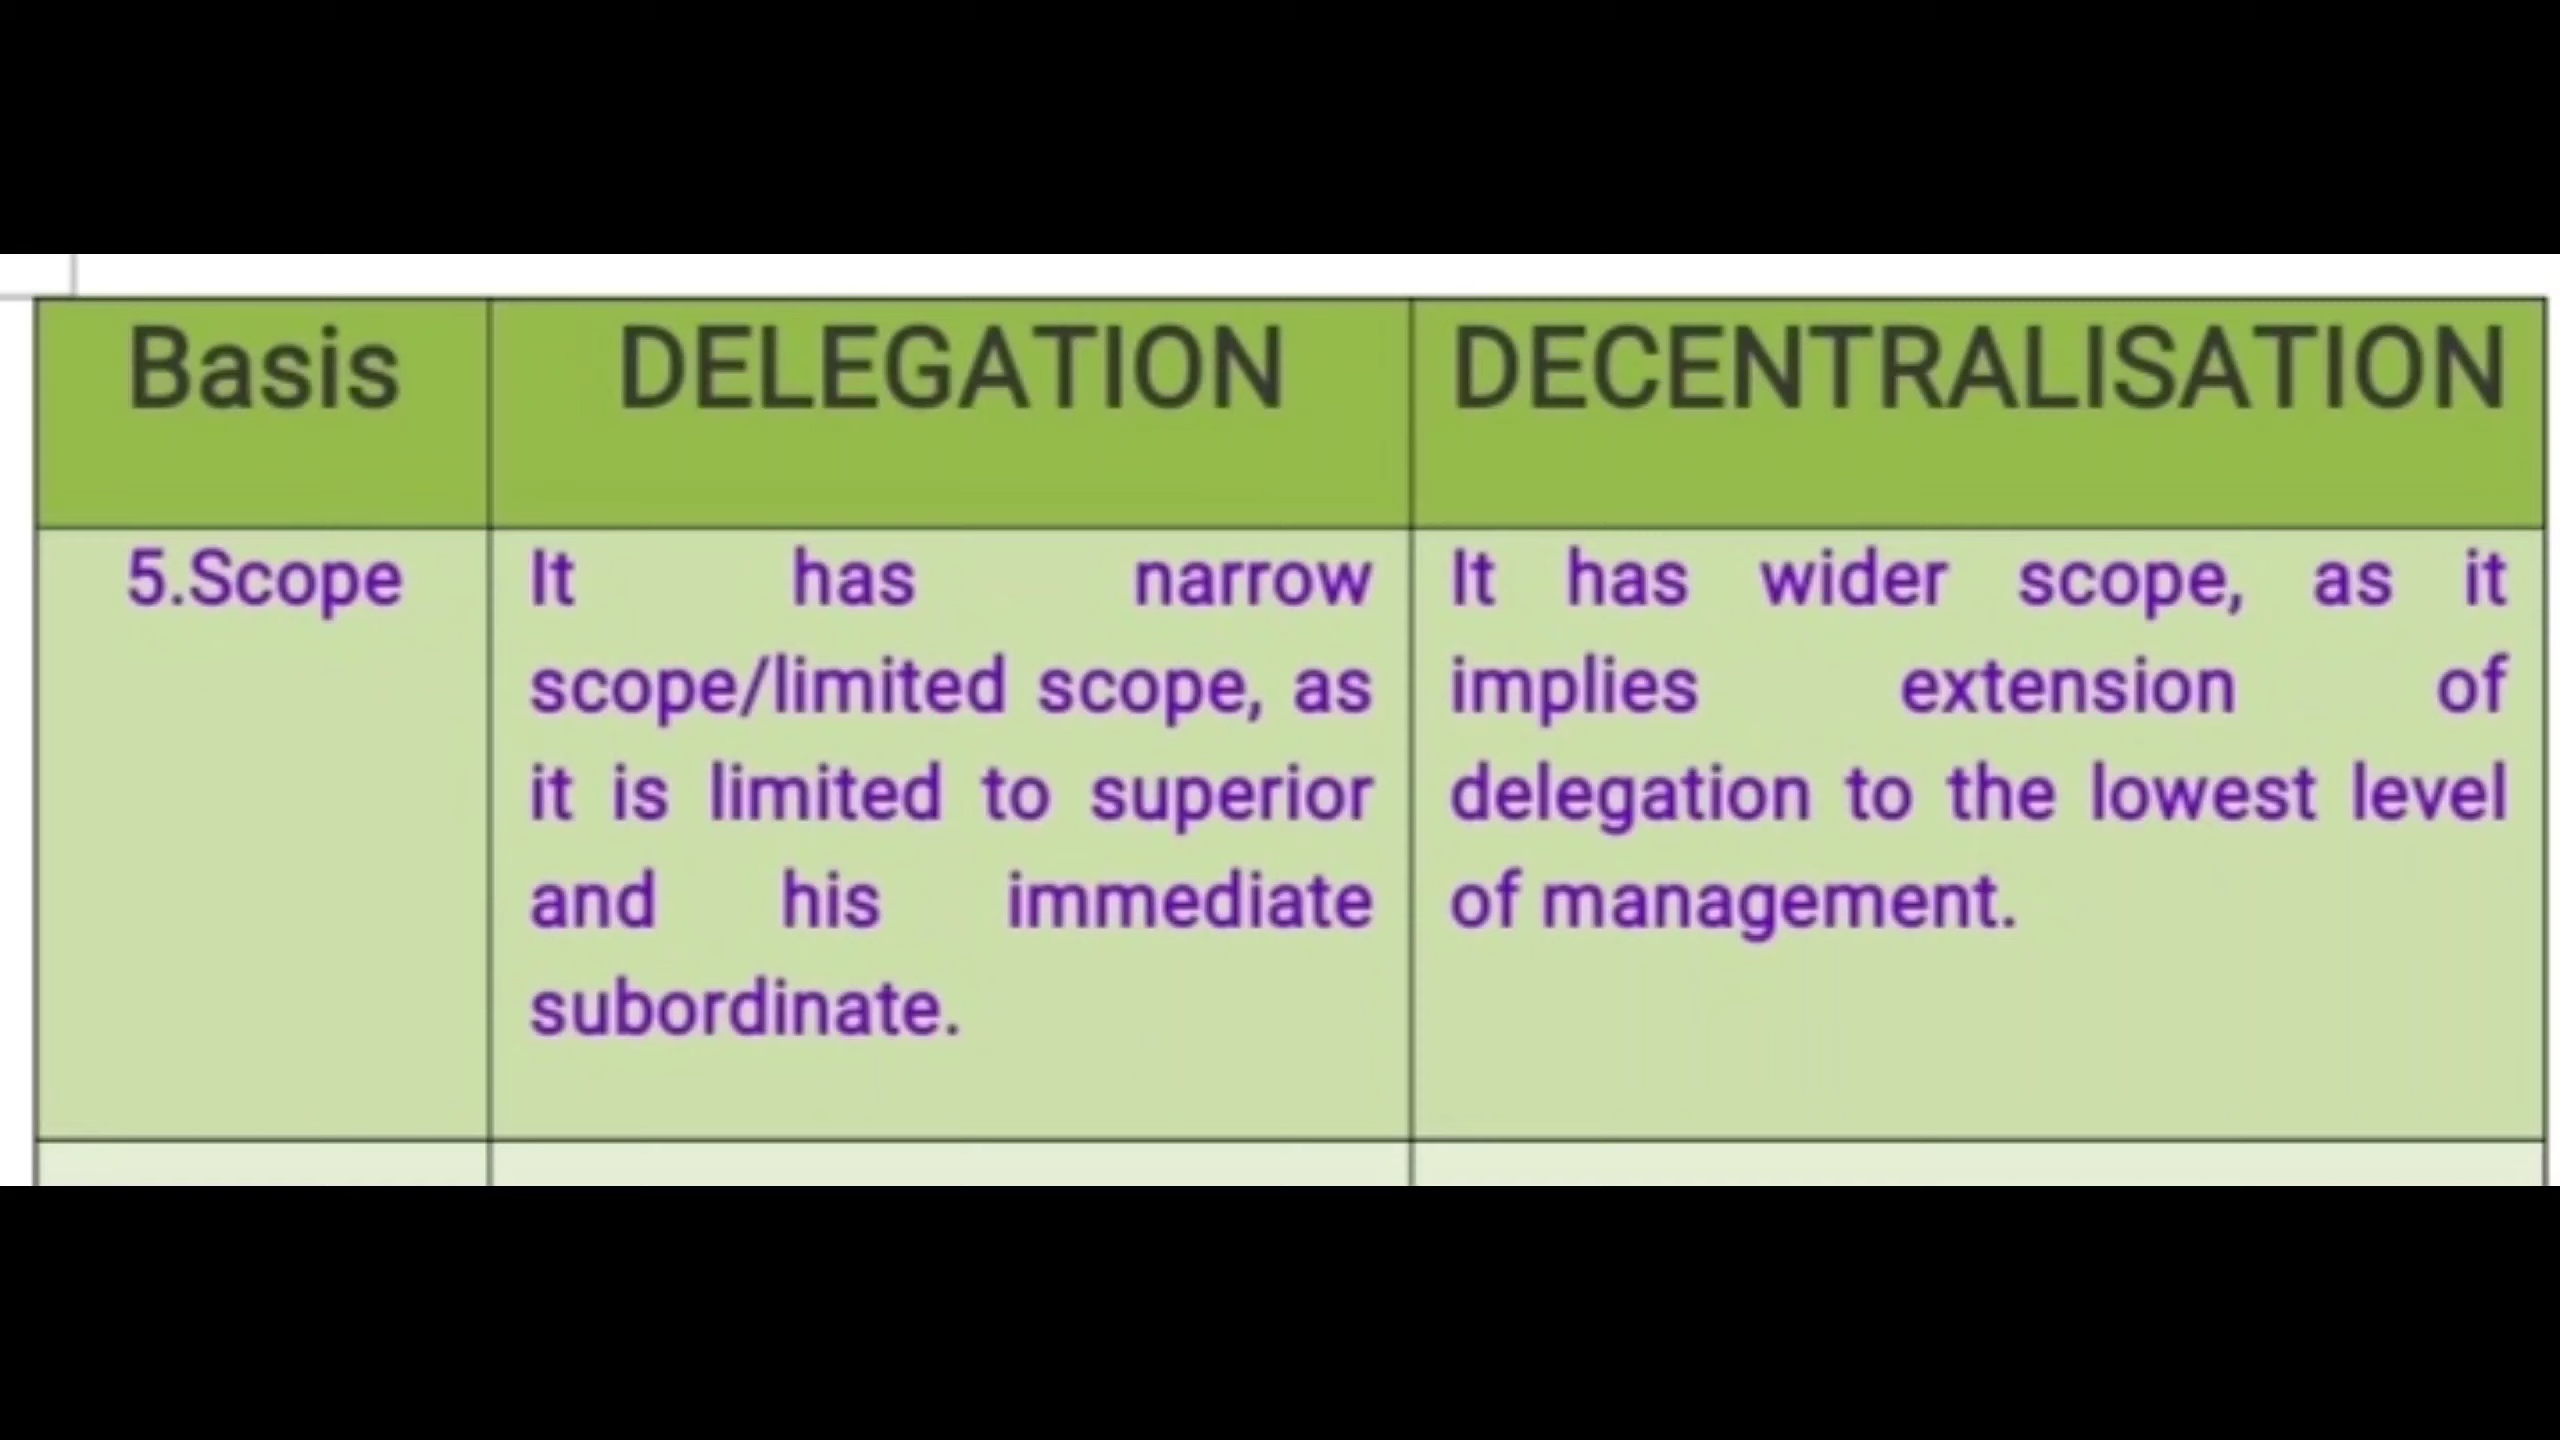 Basis
DELEGATION
DECENTRALISATION
5.Scope
It has narrow
scope/limited scope, as
it is limited to superior
and his immediate
subordinate.
It has wider scope, as it
implies extension of
delegation to the lowest level
of management.